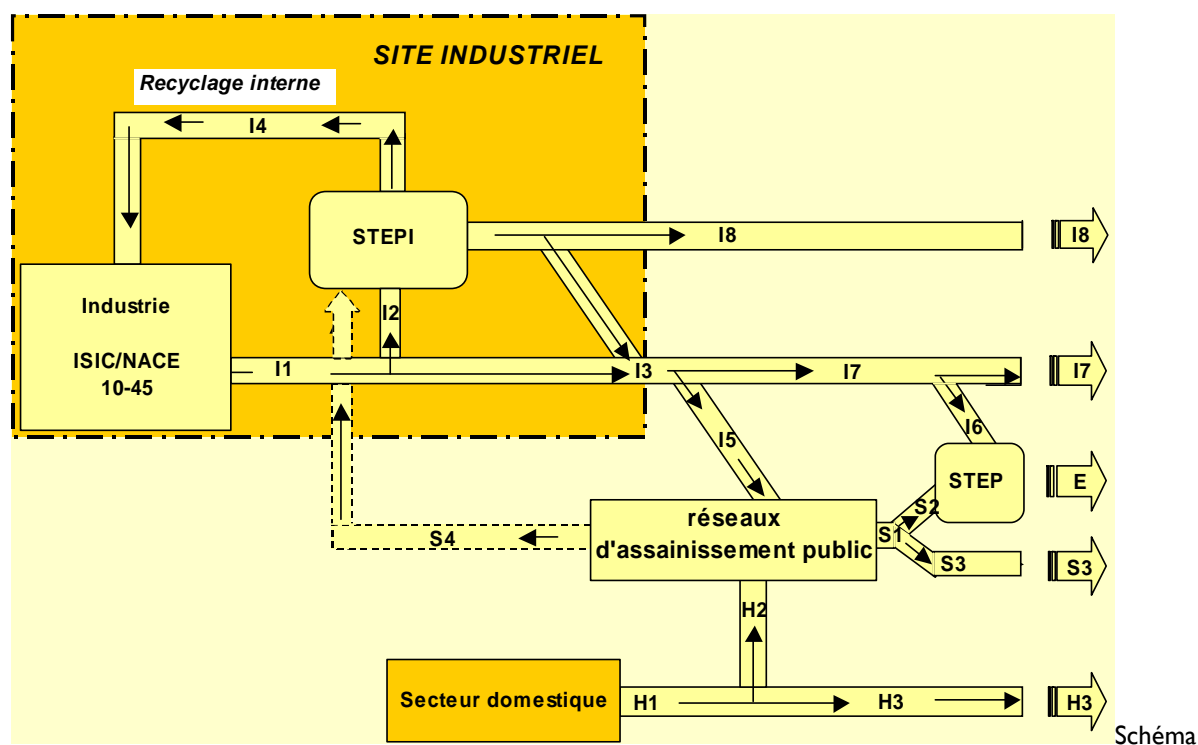 SITE INDUSTRIEL
Recyclage interne
I4
STEPI
I8
I8
Industrie
ISIC/NACE
10-45
I2
I1
I3
I7
I7
I5
I6
STEP
E
réseaux
d'assainissement public
S1
S2
S4
S3
S3
H2
Secteur domestique
H1
H3
H3
Schéma